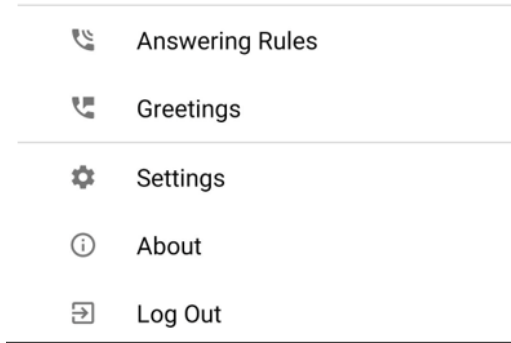 Answering Rules
Greetings
Settings
About
Log Out